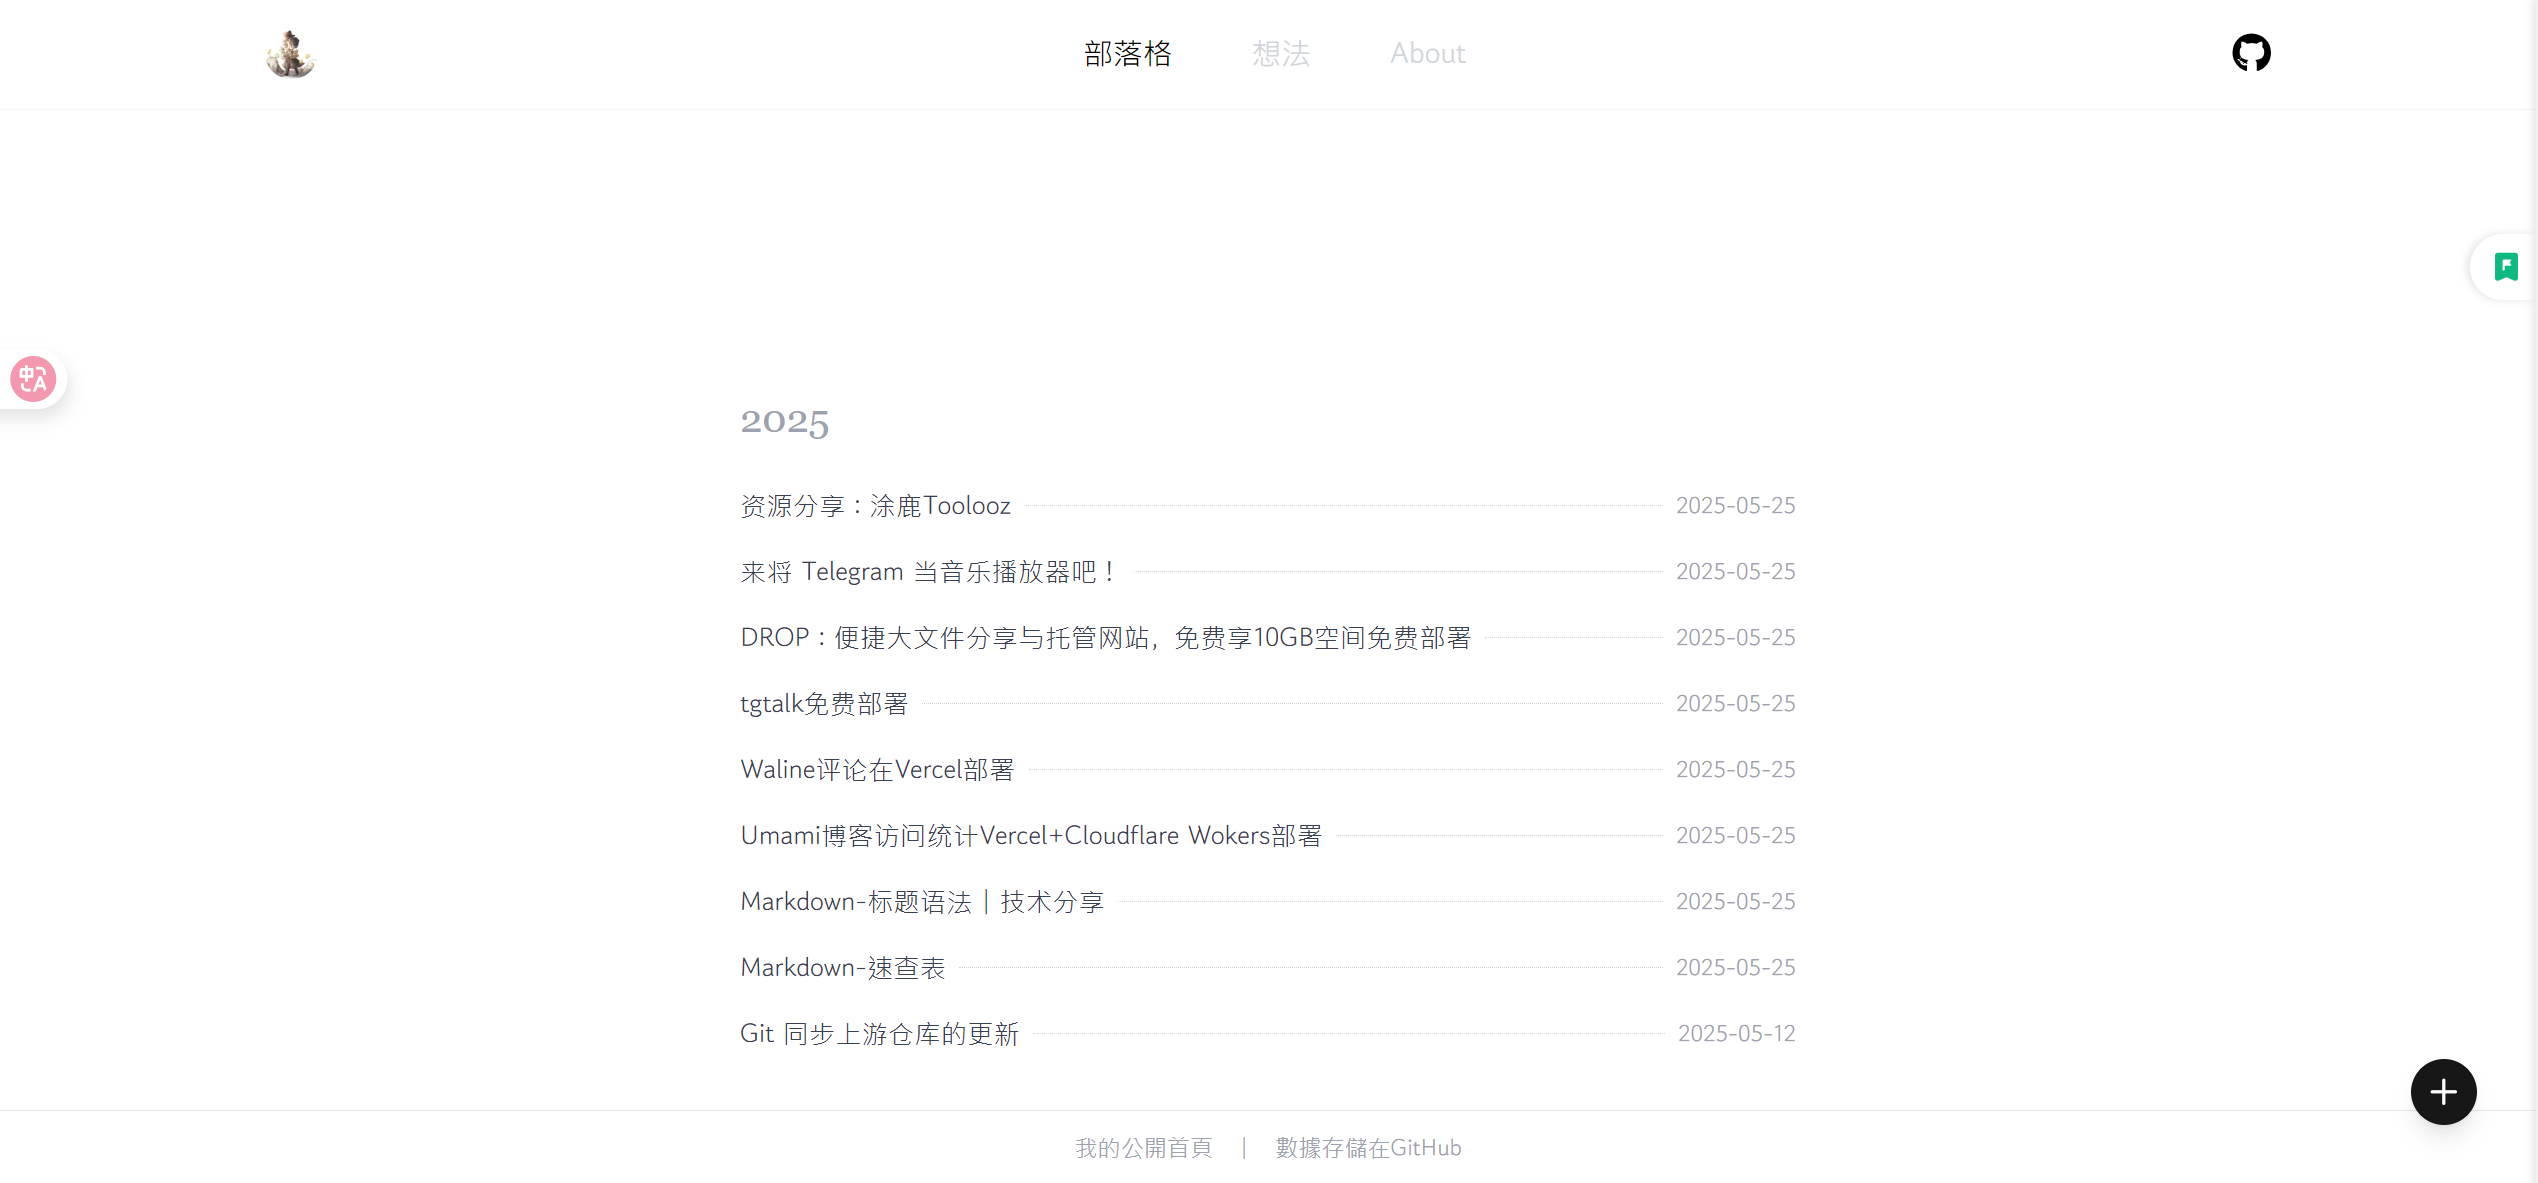 部落格 想法 About
2025
资源分享：涂鹿Toolooz 2025-05-25
来将 Telegram 当音乐播放器吧！ 2025-05-25
DROP：便捷大文件分享与托管网站，免费享10GB空间免费部署 2025-05-25
tgtalk免费部署 2025-05-25
Waline评论在Vercel部署 2025-05-25
Umami博客访问统计Vercel+Cloudflare Wokers部署 2025-05-25
Markdown-标题语法｜技术分享 2025-05-25
Markdown-速查表 2025-05-25
Git 同步上游仓库的更新 2025-05-12
我的公開首頁 | 數據存儲在GitHub